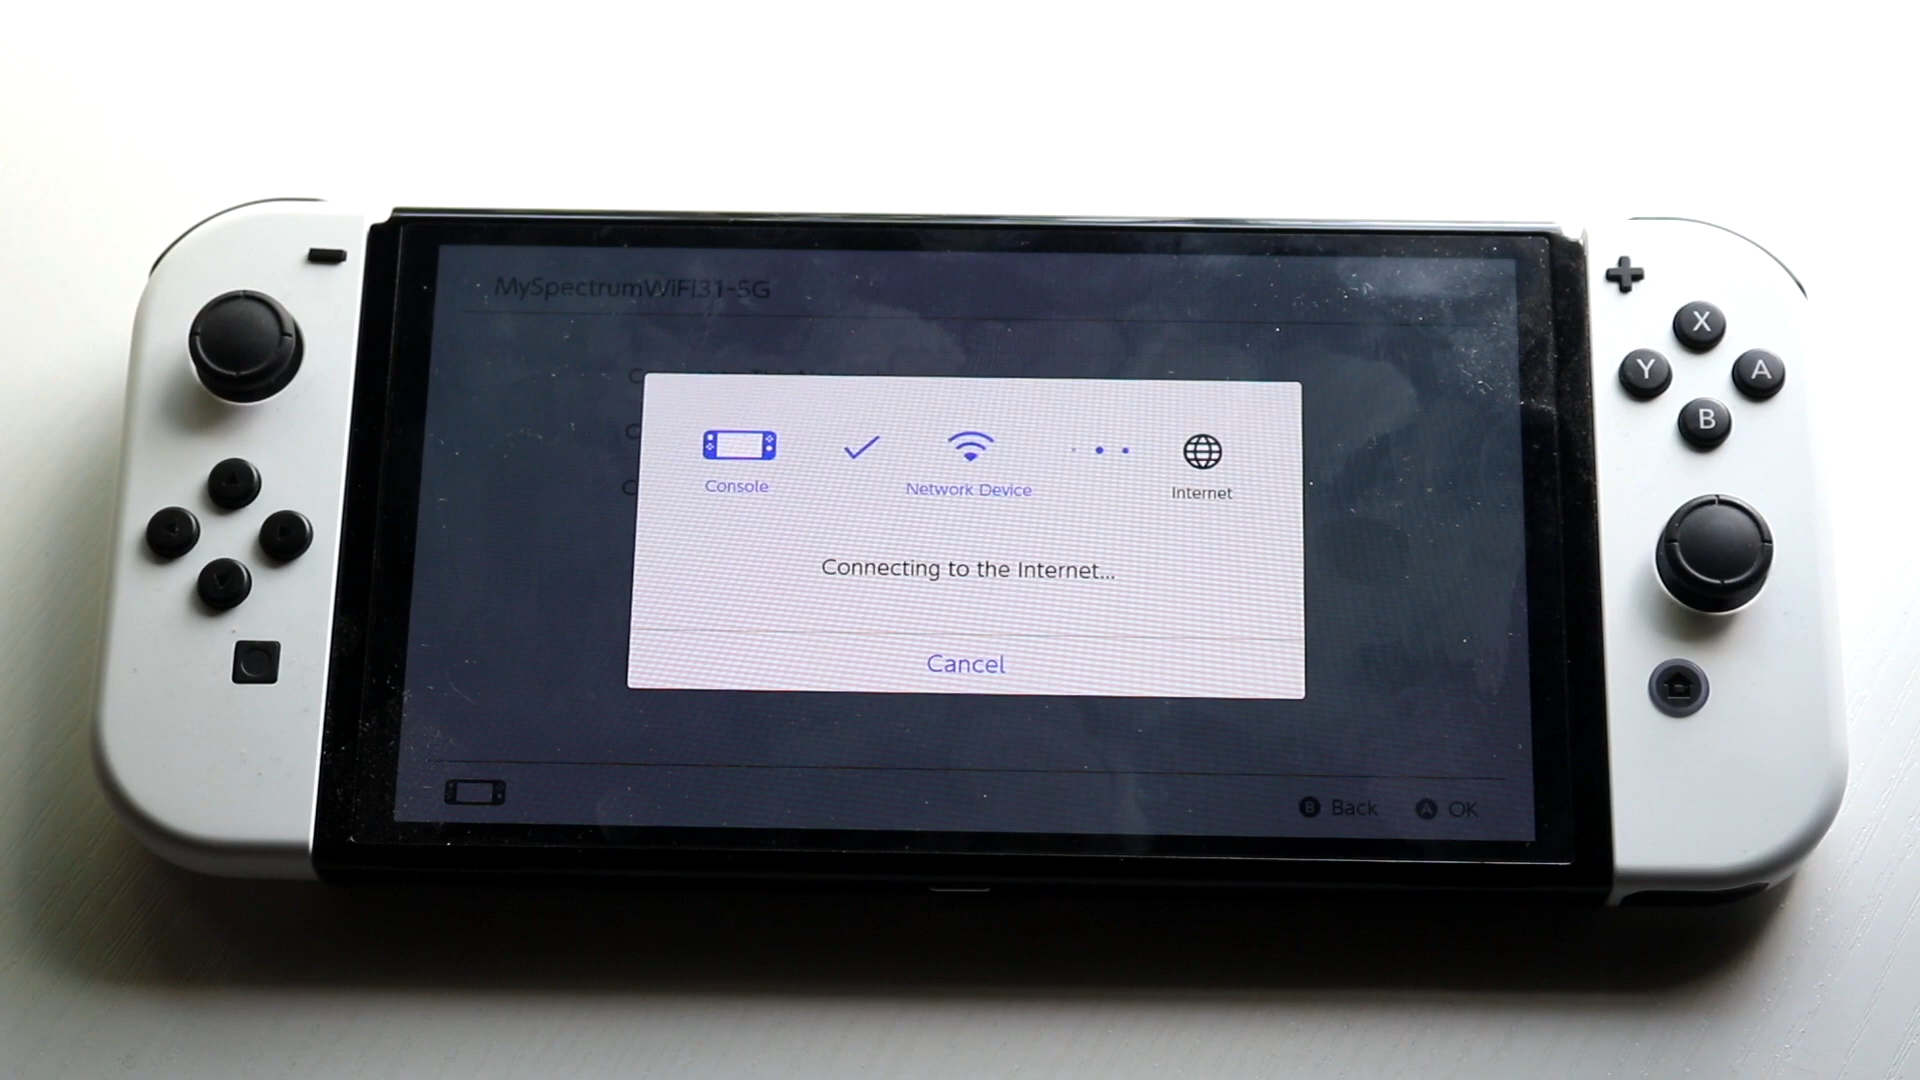 MySpectrumWiFi31-5G
Console
Network Device
Internet
Connecting to the Internet...
Cancel
B Back
A OK
X
Y
A
B